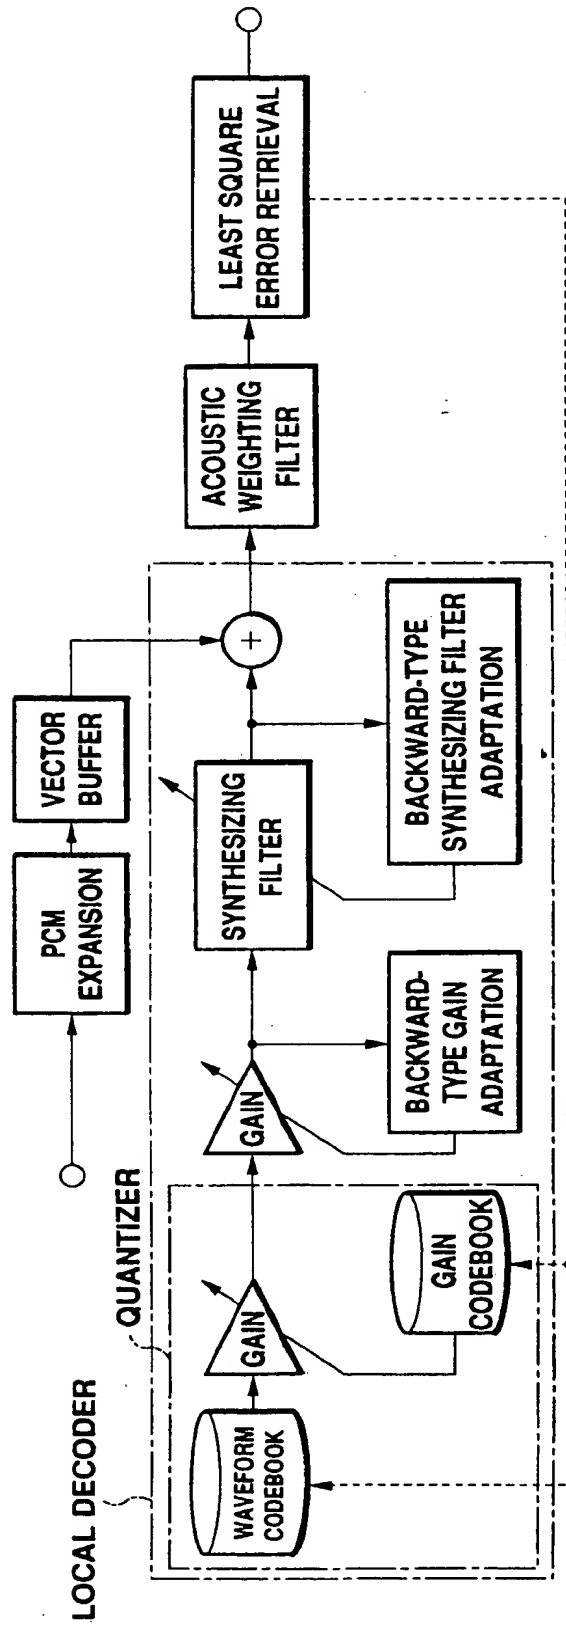 LOCAL DECODER
QUANTIZER
PCM
EXPANSION
VECTOR
BUFFER
WAVEFORM
CODEBOOK
GAIN
GAIN
CODEBOOK
GAIN
BACKWARD-
TYPE GAIN
ADAPTATION
SYNTHESIZING
FILTER
BACKWARD-TYPE
SYNTHESIZING FILTER
ADAPTATION
+
ACOUSTIC
WEIGHTING
FILTER
LEAST SQUARE
ERROR RETRIEVAL